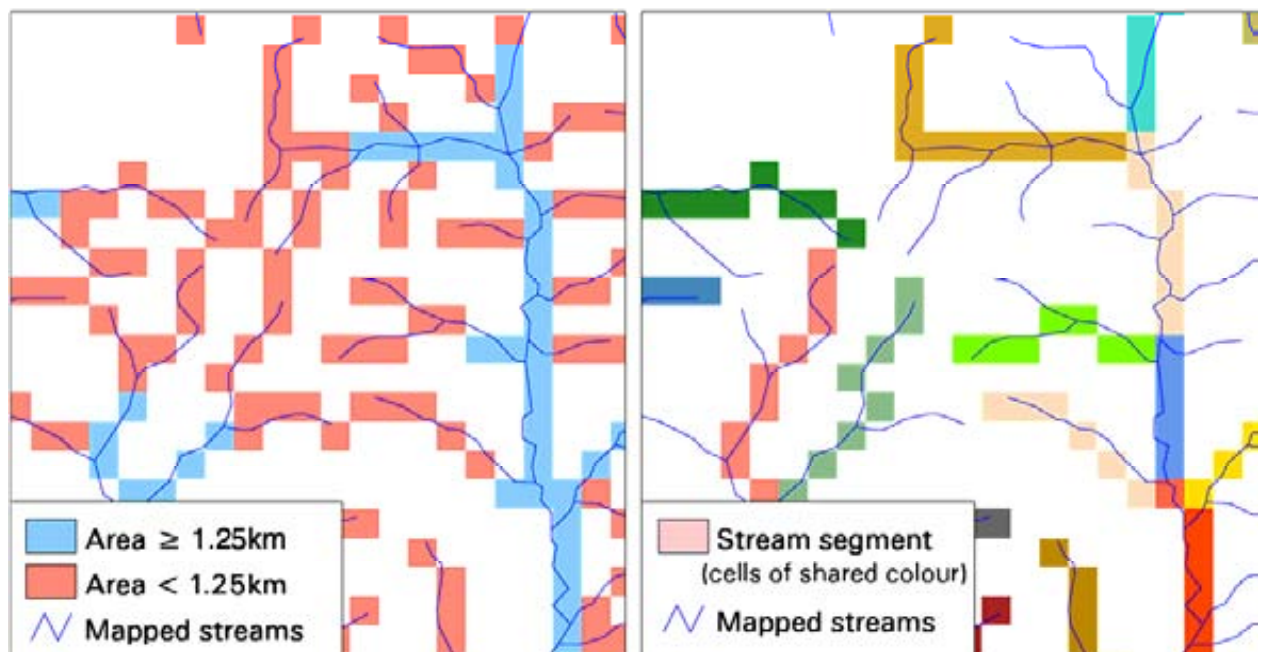 Area ≥ 1.25km
Area < 1.25km
Mapped streams
Stream segment
(cells of shared colour)
Mapped streams